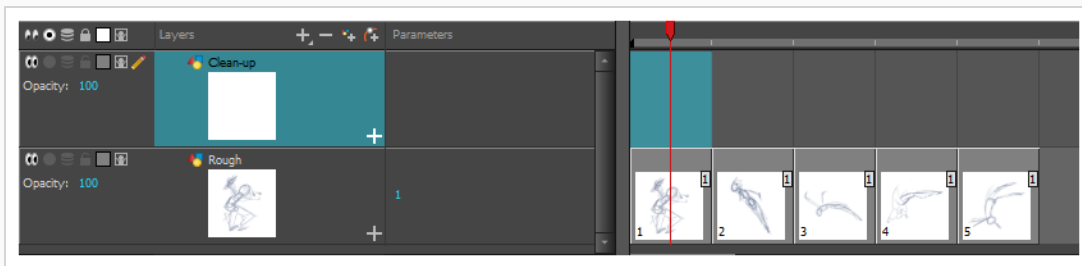 Layers
Parameters
Clean-up
Opacity: 100
Rough
Opacity: 100
1
1 1 1 1 1
1 2 3 4 5